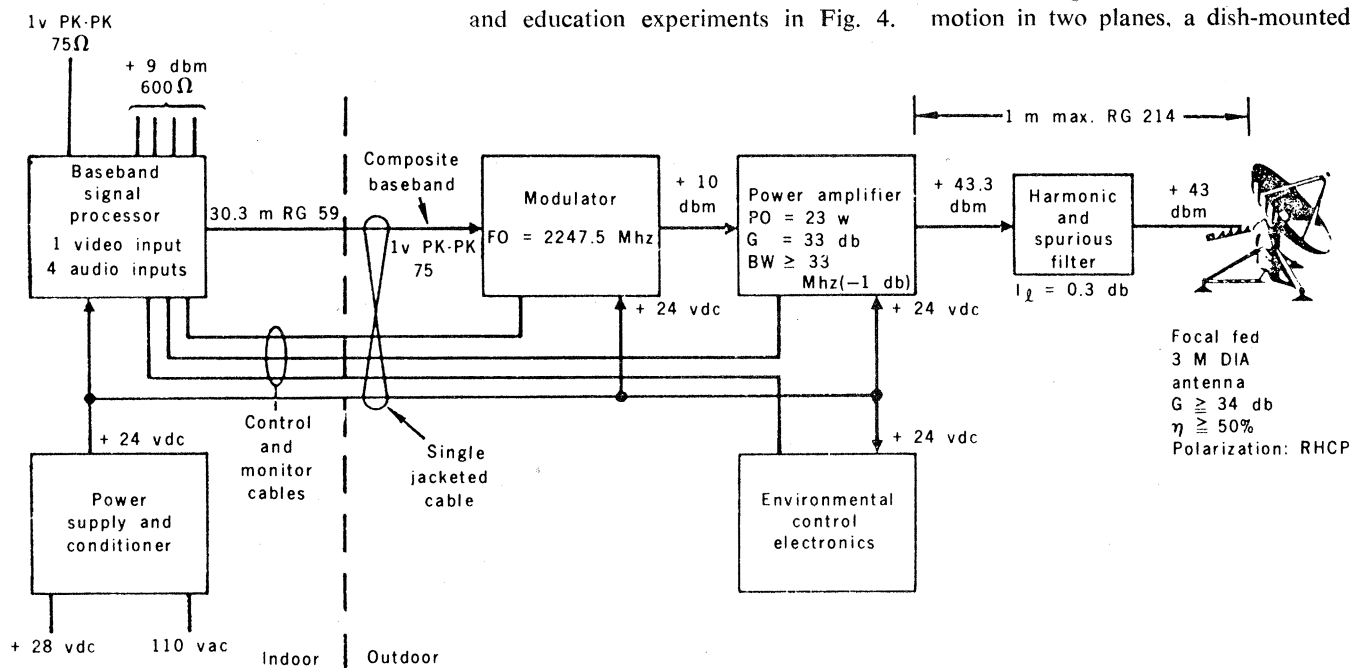 and education experiments in Fig. 4.
motion in two planes, a dish-mounted
1v PK-PK
75Ω
+ 9 dbm
600Ω
Baseband
signal
processor
1 video input
4 audio inputs
30.3 m RG 59
Composite
baseband
1v PK-PK
75
Modulator
FO = 2247.5 Mhz
+ 10
dbm
Power amplifier
PO = 23 w
G = 33 db
BW ≥ 33
Mhz(−1 db)
+ 43.3
dbm
1 m max. RG 214
Harmonic
and
spurious
filter
I ℓ = 0.3 db
+ 43
dbm
Focal fed
3 M DIA
antenna
G ≧ 34 db
η ≧ 50%
Polarization: RHCP
+ 24 vdc
+ 24 vdc
+ 24 vdc
+ 24 vdc
Control
and
monitor
cables
Single
jacketed
cable
Power
supply and
conditioner
Environmental
control
electronics
+ 28 vdc
110 vac
Indoor
Outdoor